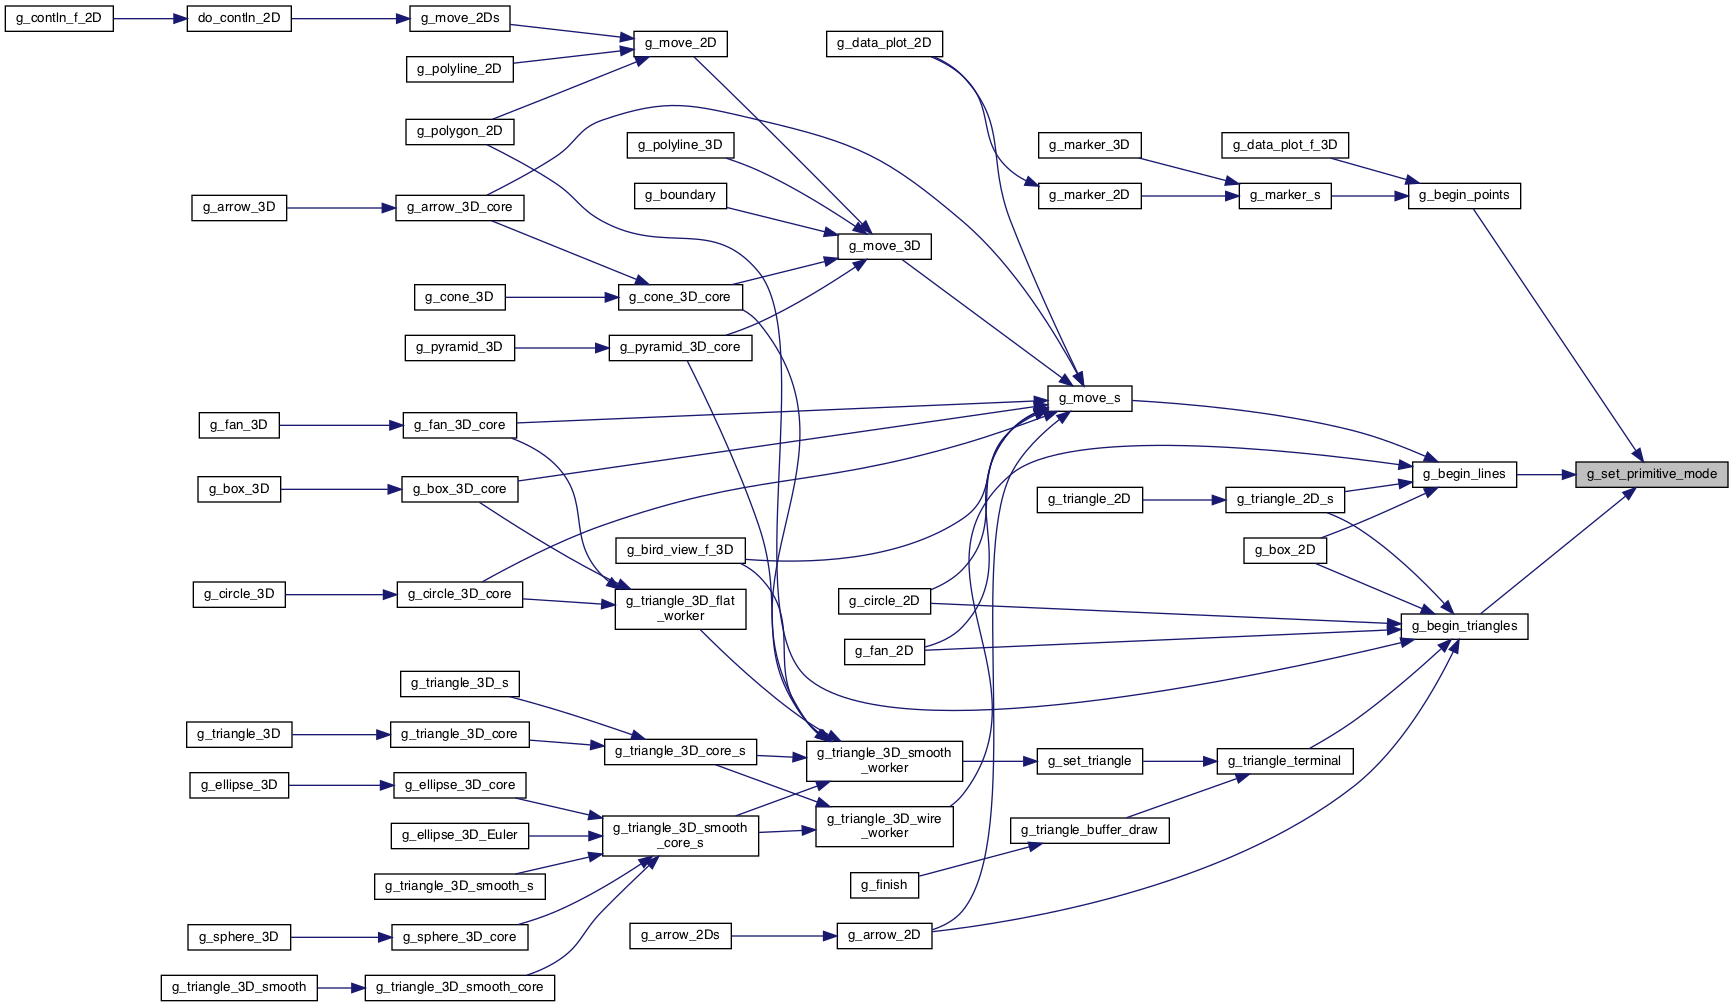 g_contln_f_2D
do_contln_2D
g_move_2Ds
g_move_2D
g_data_plot_2D
g_polyline_2D
g_polygon_2D
g_polyline_3D
g_marker_3D
g_data_plot_f_3D
g_boundary
g_marker_2D
g_marker_s
g_begin_points
g_arrow_3D
g_arrow_3D_core
g_move_3D
g_cone_3D
g_cone_3D_core
g_pyramid_3D
g_pyramid_3D_core
g_move_s
g_fan_3D
g_fan_3D_core
g_begin_lines
g_set_primitive_mode
g_box_3D
g_box_3D_core
g_triangle_2D
g_triangle_2D_s
g_bird_view_f_3D
g_box_2D
g_circle_3D
g_circle_3D_core
g_triangle_3D_flat
_worker
g_circle_2D
g_fan_2D
g_begin_triangles
g_triangle_3D_s
g_triangle_3D
g_triangle_3D_core
g_triangle_3D_core_s
g_triangle_3D_smooth
_worker
g_set_triangle
g_triangle_terminal
g_ellipse_3D
g_ellipse_3D_core
g_ellipse_3D_Euler
g_triangle_3D_smooth
_core_s
g_triangle_3D_wire
_worker
g_triangle_buffer_draw
g_triangle_3D_smooth_s
g_finish
g_sphere_3D
g_sphere_3D_core
g_arrow_2Ds
g_arrow_2D
g_triangle_3D_smooth
g_triangle_3D_smooth_core